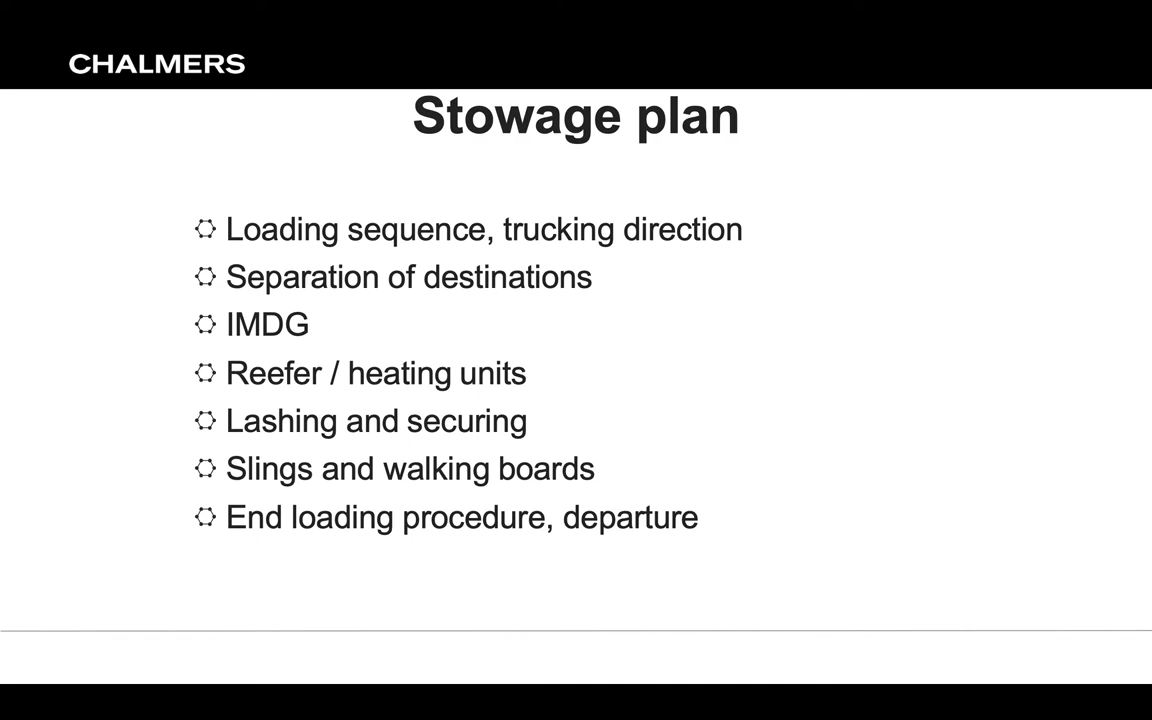 CHALMERS
Stowage plan
Loading sequence, trucking direction
Separation of destinations
IMDG
Reefer / heating units
Lashing and securing
Slings and walking boards
End loading procedure, departure